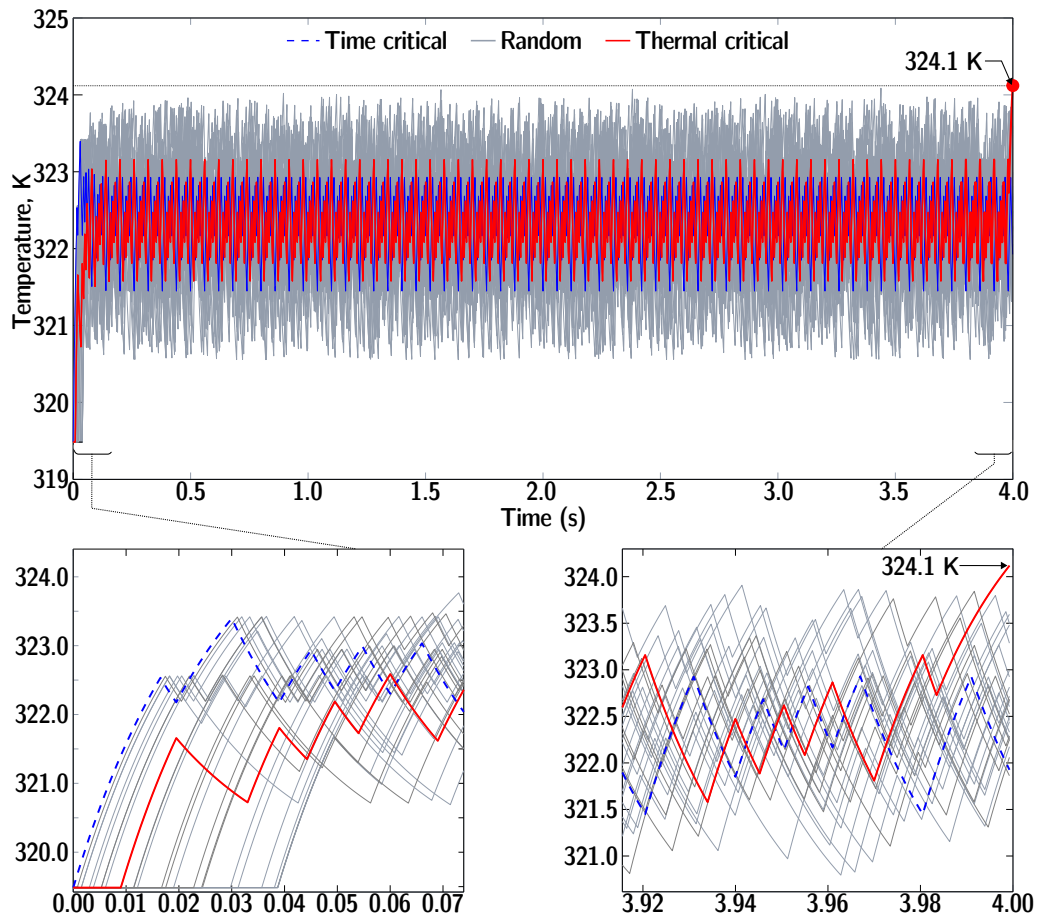 325
324
323
322
321
320
319
Temperature, K
Time critical Random Thermal critical
324.1 K
0 0.5 1.0 1.5 2.0 2.5 3.0 3.5 4.0
Time (s)
324.0
323.0
322.0
321.0
320.0
0.00 0.01 0.02 0.03 0.04 0.05 0.06 0.07
324.0
323.5
323.0
322.5
322.0
321.5
321.0
324.1 K
3.92 3.94 3.96 3.98 4.00